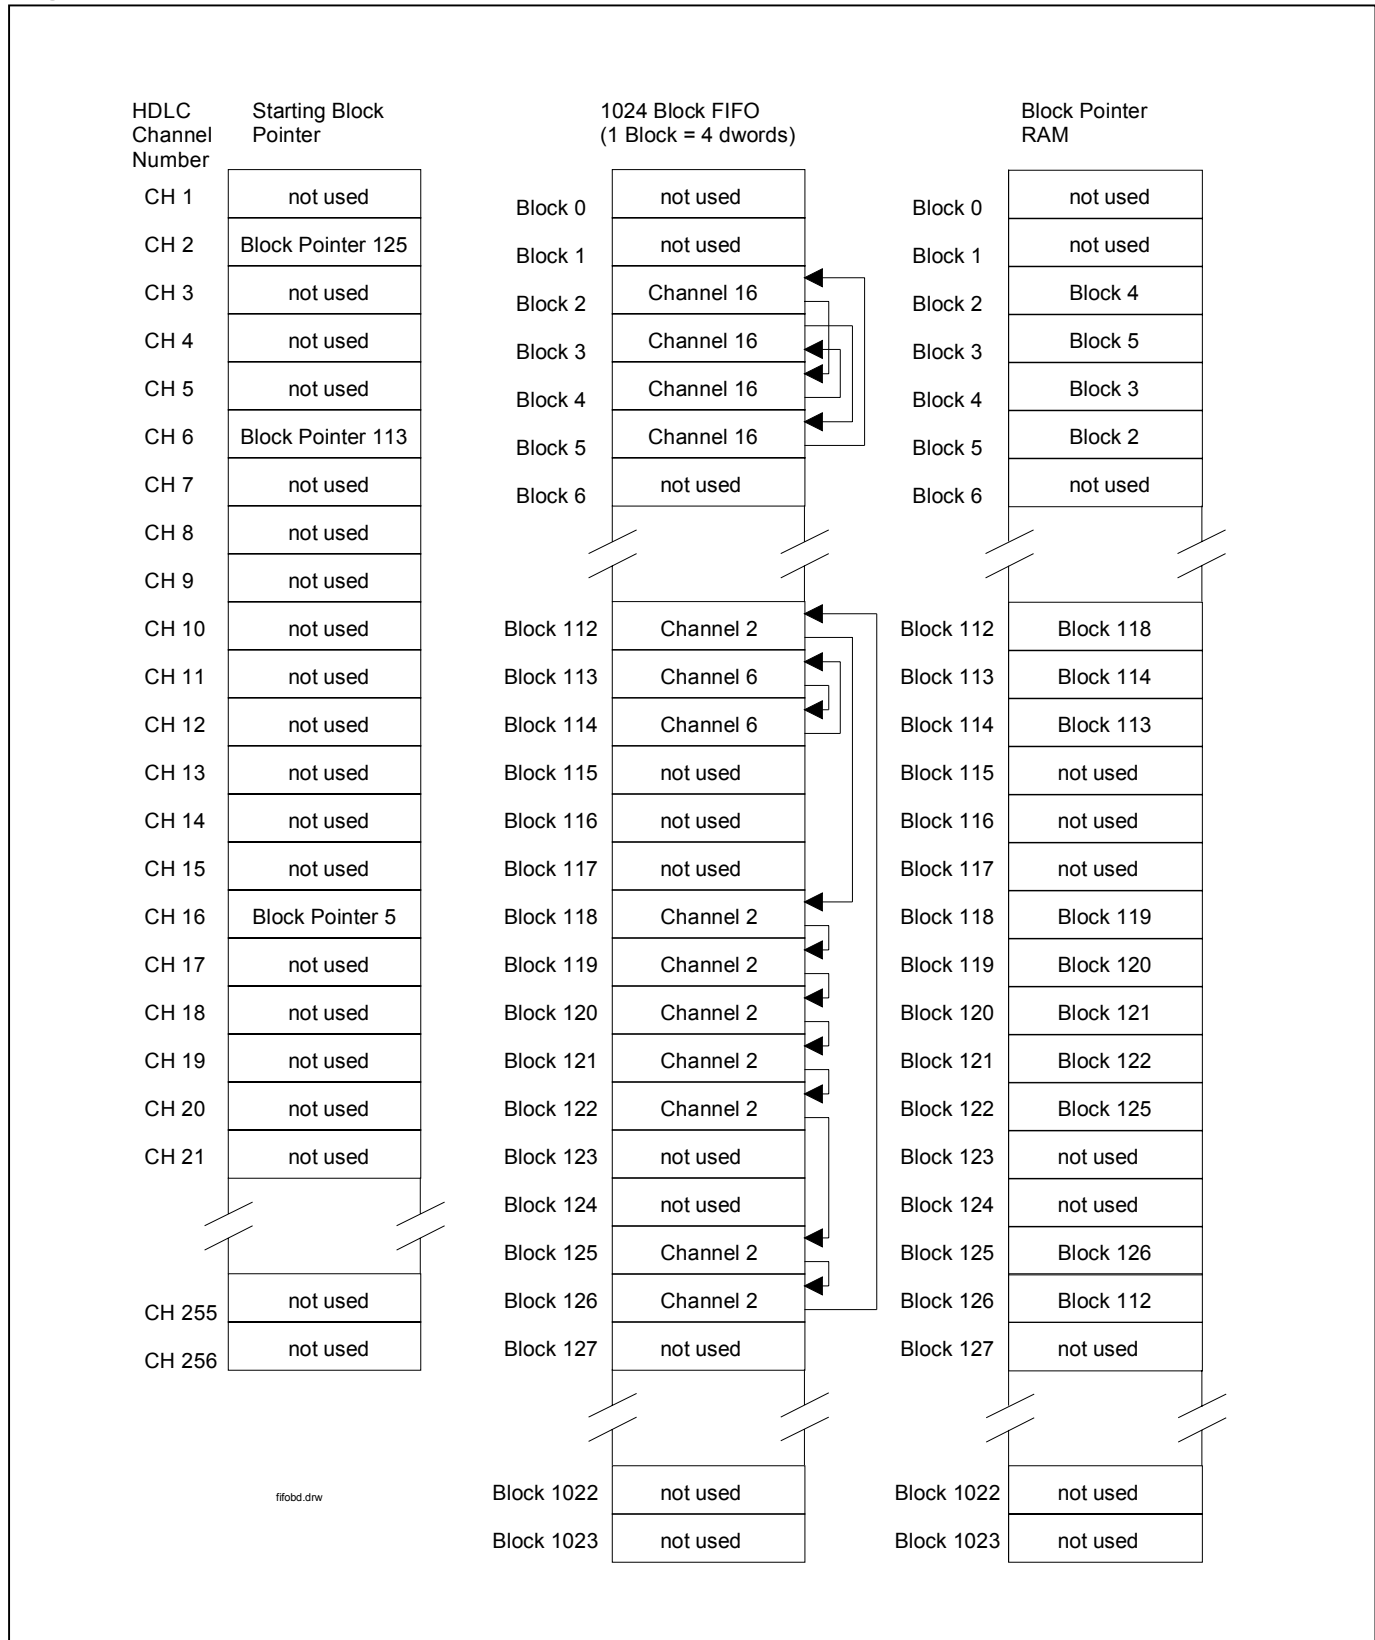 HDLC
Channel
Number
Starting Block
Pointer
CH 1 not used
CH 2 Block Pointer 125
CH 3 not used
CH 4 not used
CH 5 not used
CH 6 Block Pointer 113
CH 7 not used
CH 8 not used
CH 9 not used
CH 10 not used
CH 11 not used
CH 12 not used
CH 13 not used
CH 14 not used
CH 15 not used
CH 16 Block Pointer 5
CH 17 not used
CH 18 not used
CH 19 not used
CH 20 not used
CH 21 not used
CH 255 not used
CH 256 not used
fifobd.drw
1024 Block FIFO
(1 Block = 4 dwords)
Block 0 not used
Block 1 not used
Block 2 Channel 16
Block 3 Channel 16
Block 4 Channel 16
Block 5 Channel 16
Block 6 not used
Block 112 Channel 2
Block 113 Channel 6
Block 114 Channel 6
Block 115 not used
Block 116 not used
Block 117 not used
Block 118 Channel 2
Block 119 Channel 2
Block 120 Channel 2
Block 121 Channel 2
Block 122 Channel 2
Block 123 not used
Block 124 not used
Block 125 Channel 2
Block 126 Channel 2
Block 127 not used
Block 1022 not used
Block 1023 not used
Block Pointer
RAM
Block 0 not used
Block 1 not used
Block 2 Block 4
Block 3 Block 5
Block 4 Block 3
Block 5 Block 2
Block 6 not used
Block 112 Block 118
Block 113 Block 114
Block 114 Block 113
Block 115 not used
Block 116 not used
Block 117 not used
Block 118 Block 119
Block 119 Block 120
Block 120 Block 121
Block 121 Block 122
Block 122 Block 125
Block 123 not used
Block 124 not used
Block 125 Block 126
Block 126 Block 112
Block 127 not used
Block 1022 not used
Block 1023 not used